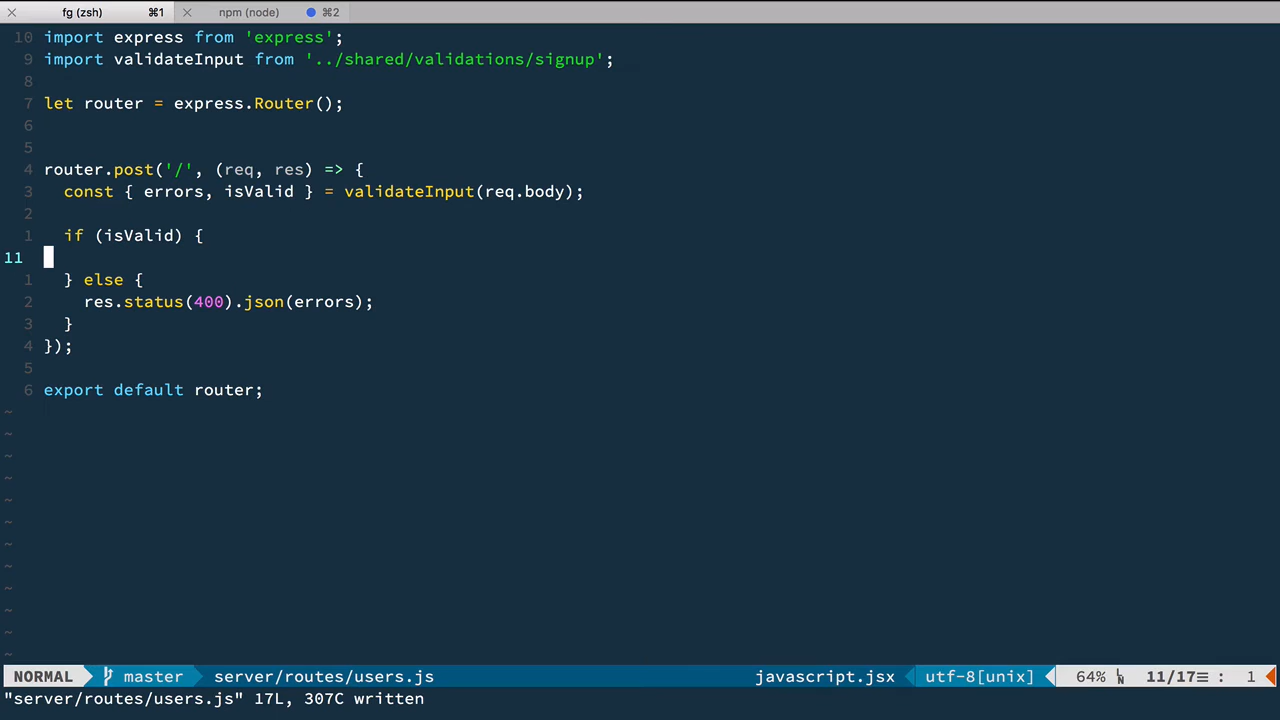 fg (zsh) ⌘1 npm (node) ⌘2
10 import express from 'express';
9 import validateInput from '../shared/validations/signup';
8
7 let router = express.Router();
6
5
4 router.post('/', (req, res) => {
3   const { errors, isValid } = validateInput(req.body);
2
1   if (isValid) {
11
1   } else {
2     res.status(400).json(errors);
3   }
4 });
5
6 export default router;
~
~
~
~
~
~
~
~
~
~
~
~
NORMAL master server/routes/users.js javascript.jsx utf-8[unix] 64% ␤ 11/17≡ : 1
"server/routes/users.js" 17L, 307C written